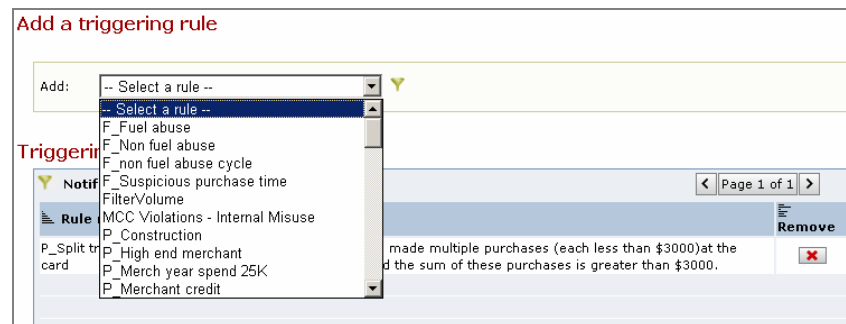 Add a triggering rule
Add: -- Select a rule --
-- Select a rule --
F_Fuel abuse
F_Non fuel abuse
F_non fuel abuse cycle
F_Suspicious purchase time
FilterVolume
MCC Violations - Internal Misuse
P_Construction
P_High end merchant
P_Merch year spend 25K
P_Merchant credit
Triggerin
Notif
Page 1 of 1
Rule
Remove
P_Split tr made multiple purchases (each less than $3000)at the
card d the sum of these purchases is greater than $3000.